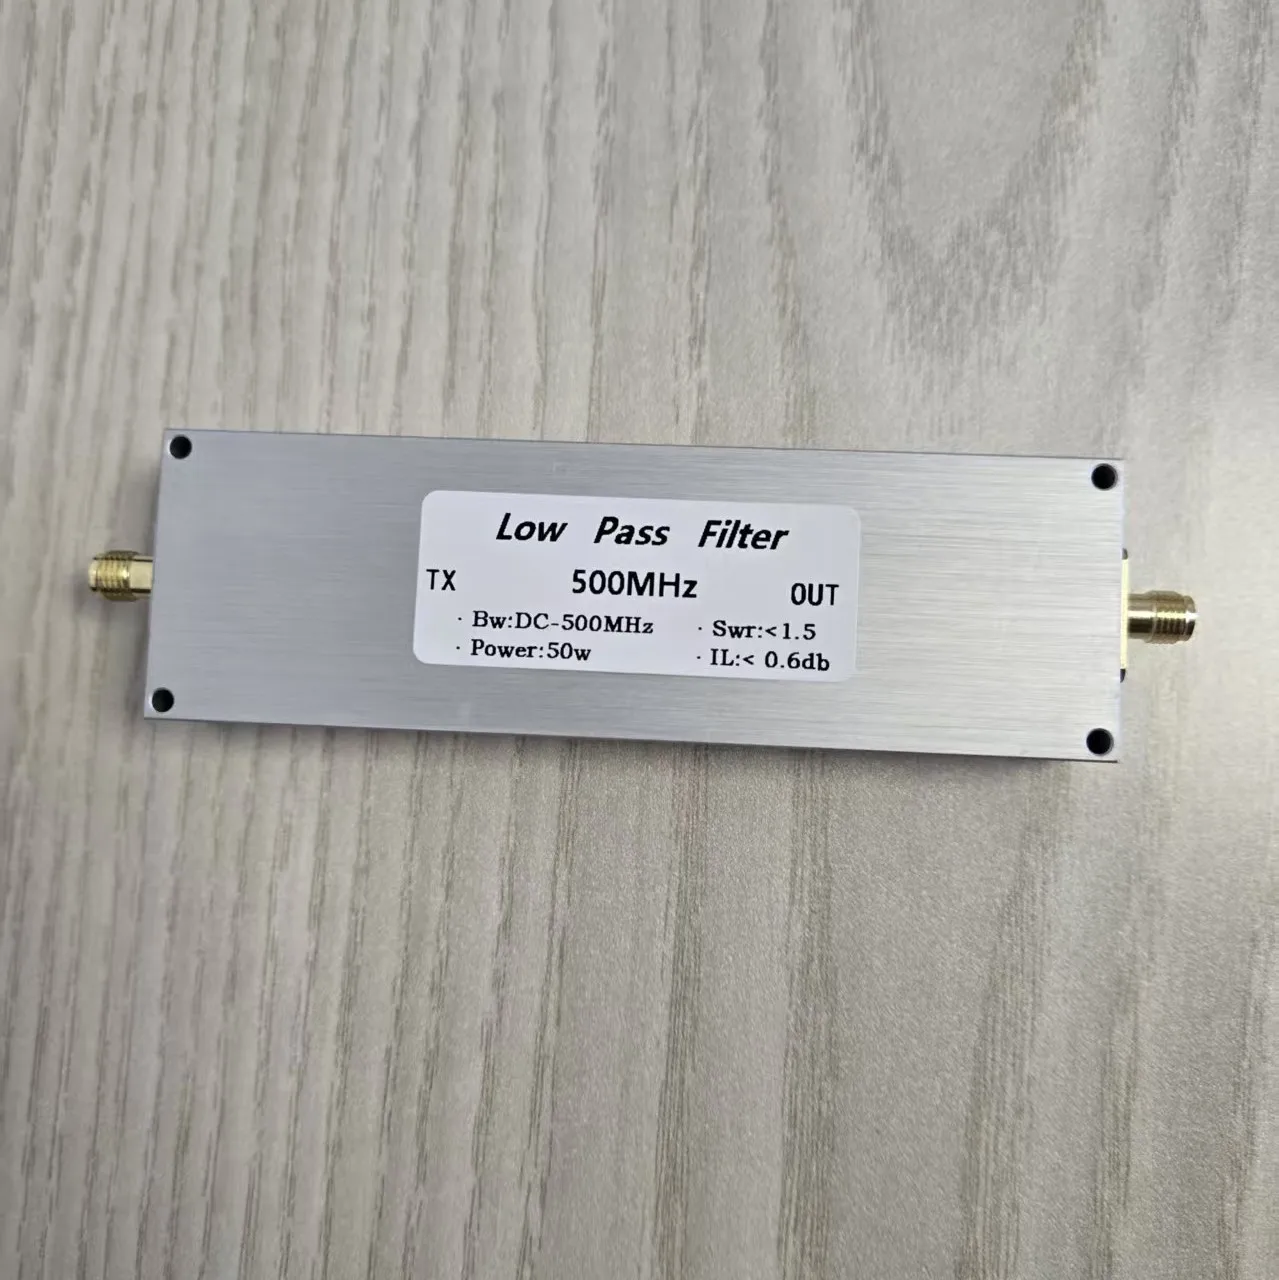 Low Pass Filter
TX 500MHz OUT
· Bw:DC-500MHz · Swr:<1.5
· Power:50w · IL:< 0.6db